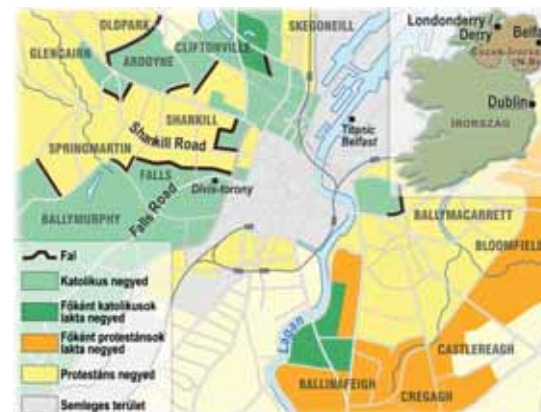 OLDPARK
GLENCAIRN
ARDOYNE
CLIFTONVILLE
SKEGONEILL
SHANKILL
Shankill Road
SPRINGMARTIN
FALLS
Divis-torony
Falls Road
BALLYMURPHY
Titanic
Belfast
BALLYMACARRETT
BLOOMFIELD
Lagan
CASTLEREAGH
BALLINAFEIGH
CREGAGH
Londonderry/
Derry
Dublin
ÍRORSZÁG
Fal
Katolikus negyed
Főként katolikusok
lakta negyed
Főként protestánsok
lakta negyed
Protestáns negyed
Semleges terület